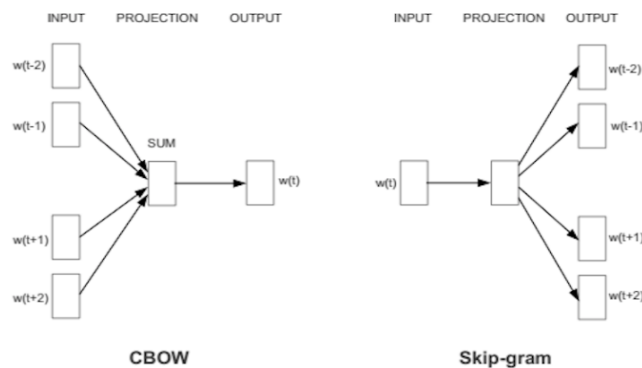 INPUT PROJECTION OUTPUT
w(t-2)
w(t-1)
SUM
w(t)
w(t+1)
w(t+2)
CBOW
INPUT PROJECTION OUTPUT
w(t-2)
w(t-1)
w(t)
w(t+1)
w(t+2)
Skip-gram